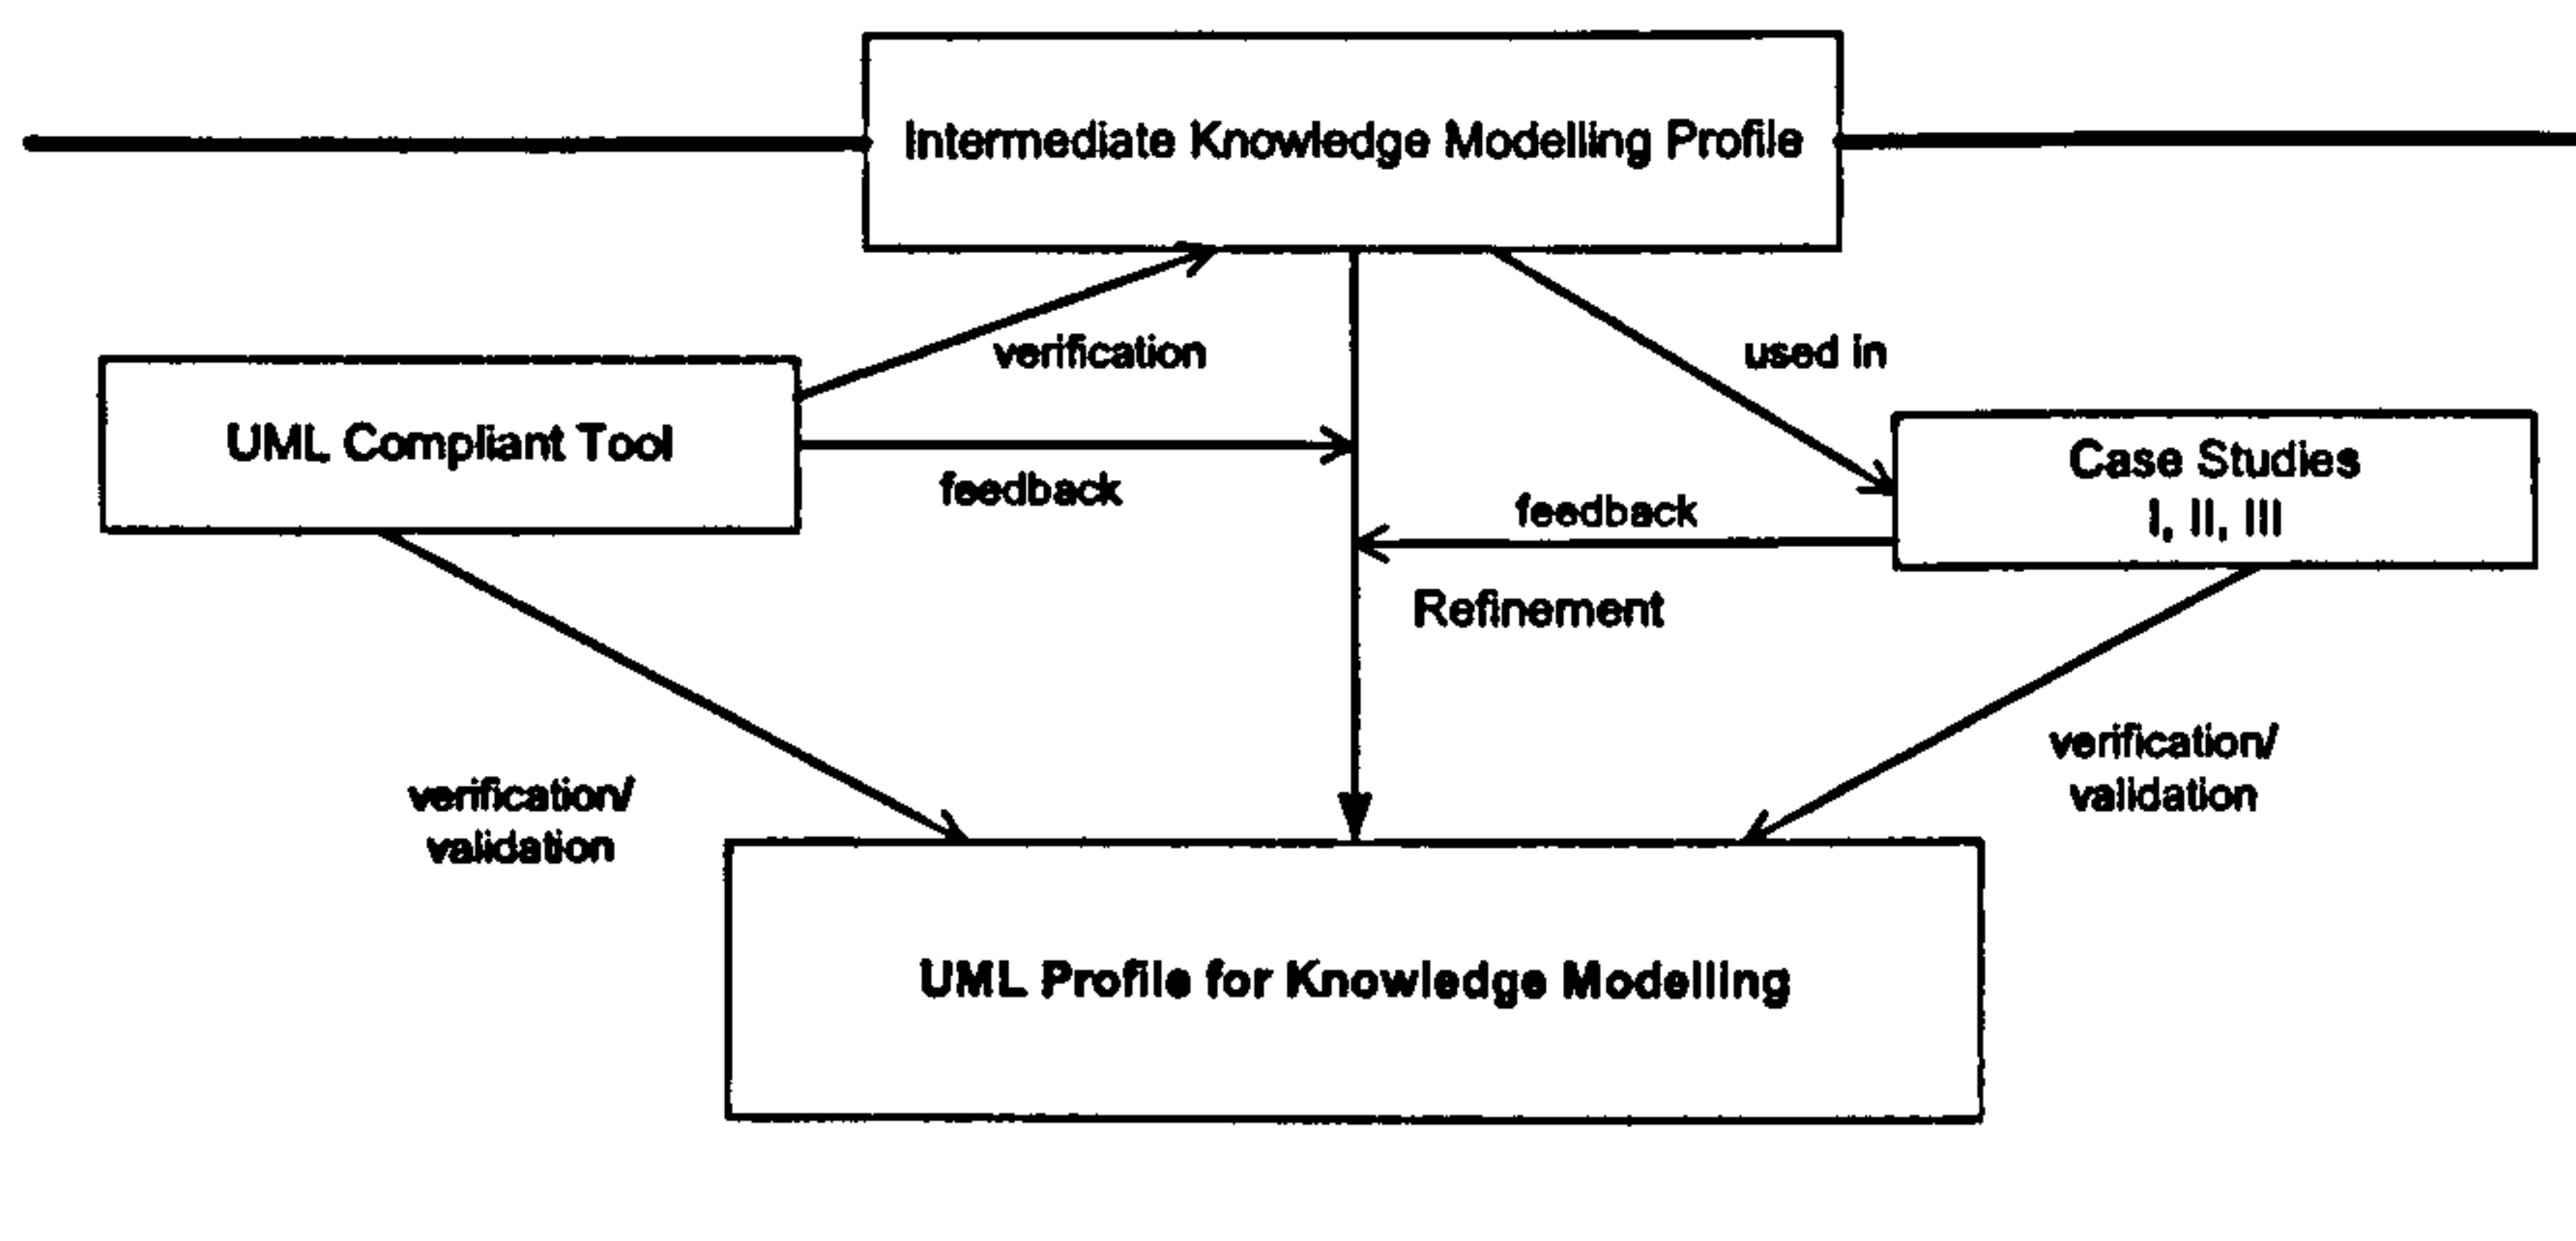 Intermediate Knowledge Modelling Profile
verification
used in
UML Compliant Tool
feedback
Case Studies
I, II, III
feedback
Refinement
verification/
validation
verification/
validation
UML Profile for Knowledge Modelling